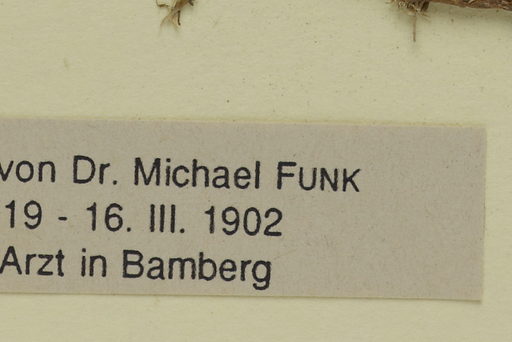 von Dr. Michael FUNK
19 - 16. III. 1902
Arzt in Bamberg